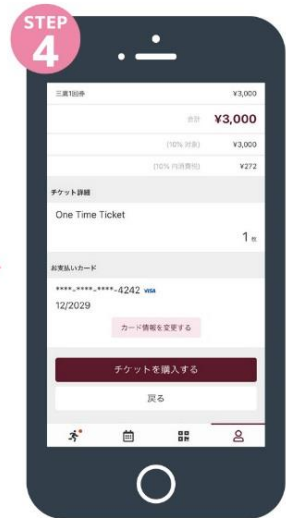 STEP
4
三鷹1回券 ¥3,000
合計 ¥3,000
(10% 対象) ¥3,000
(10% 内消費税) ¥272
チケット詳細
One Time Ticket
1 枚
お支払いカード
****-****-****-4242 VISA
12/2029
カード情報を変更する
チケットを購入する
戻る